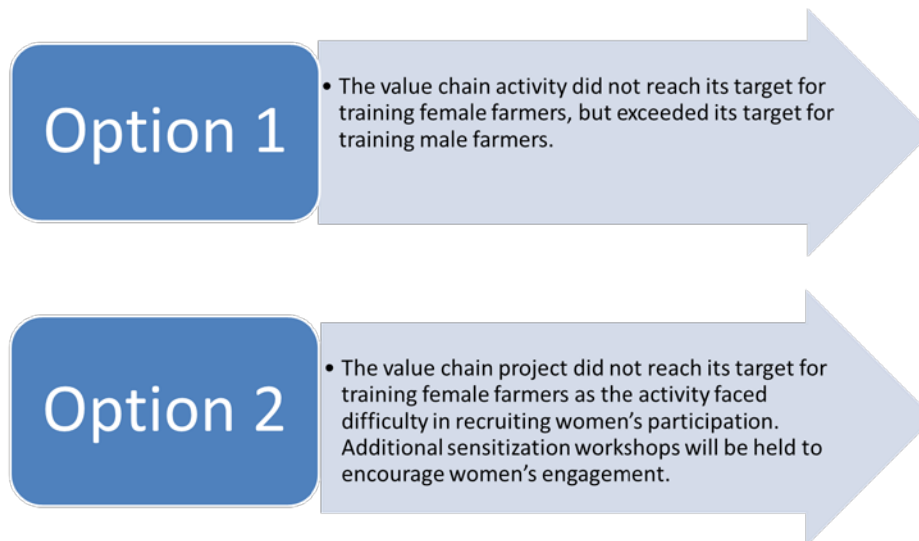 Option 1
• The value chain activity did not reach its target for
training female farmers, but exceeded its target for
training male farmers.
Option 2
• The value chain project did not reach its target for
training female farmers as the activity faced
difficulty in recruiting women’s participation.
Additional sensitization workshops will be held to
encourage women’s engagement.